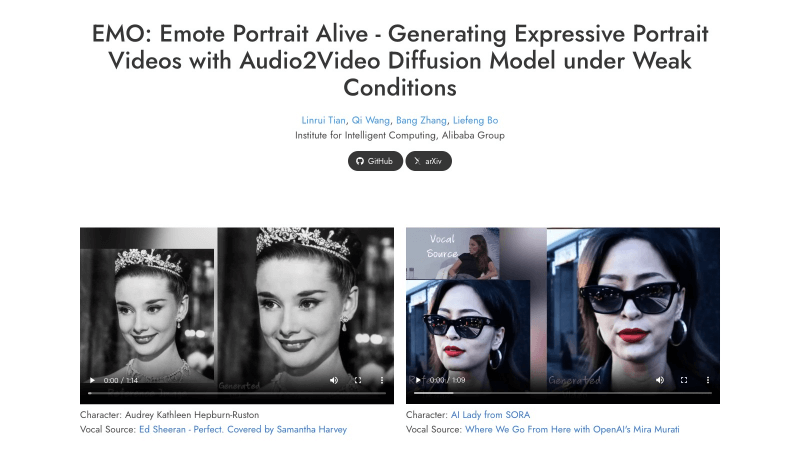 EMO: Emote Portrait Alive - Generating Expressive Portrait
Videos with Audio2Video Diffusion Model under Weak
Conditions
Linrui Tian, Qi Wang, Bang Zhang, Liefeng Bo
Institute for Intelligent Computing, Alibaba Group
GitHub arXiv
Vocal
Source
Generated
0:00 / 1:14
Generated
0:00 / 1:09
Character: Audrey Kathleen Hepburn-Ruston
Vocal Source: Ed Sheeran - Perfect. Covered by Samantha Harvey
Character: AI Lady from SORA
Vocal Source: Where We Go From Here with OpenAI's Mira Murati